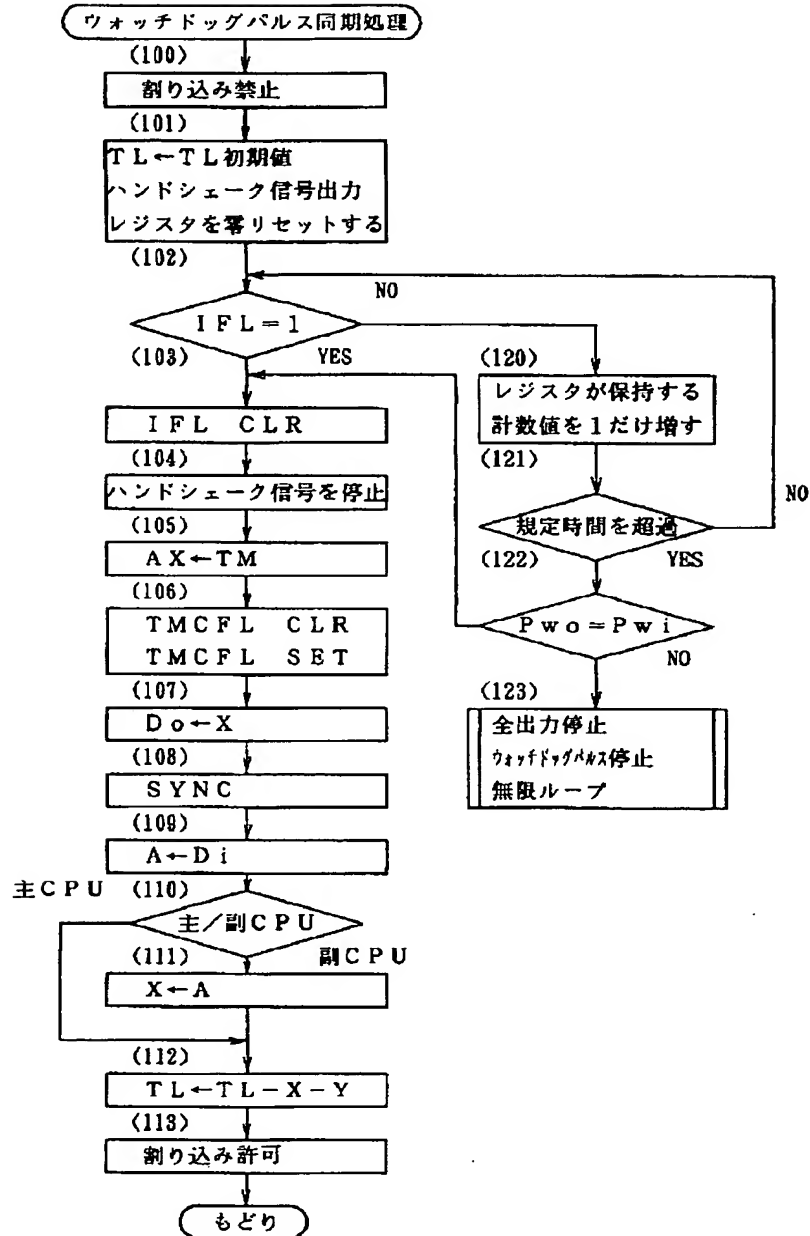 ウォッチドッグパルス同期処理
(100)
割り込み禁止
(101)
TL←TL初期値
ハンドシェーク信号出力
レジスタを零リセットする
(102)
NO
IFL=1
(103)
YES
IFL CLR
(104)
ハンドシェーク信号を停止
(105)
AX←TM
(106)
TMCFL CLR
TMCFL SET
(107)
Do←X
(108)
SYNC
(109)
A←Di
主CPU
(110)
主/副CPU
(111)
副CPU
X←A
(112)
TL←TL-X-Y
(113)
割り込み許可
もどり
(120)
レジスタが保持する
計数値を1だけ増す
(121)
NO
規定時間を超過
(122)
YES
Pwo=Pwi
NO
(123)
全出力停止
ウォッチドッグパルス停止
無限ループ